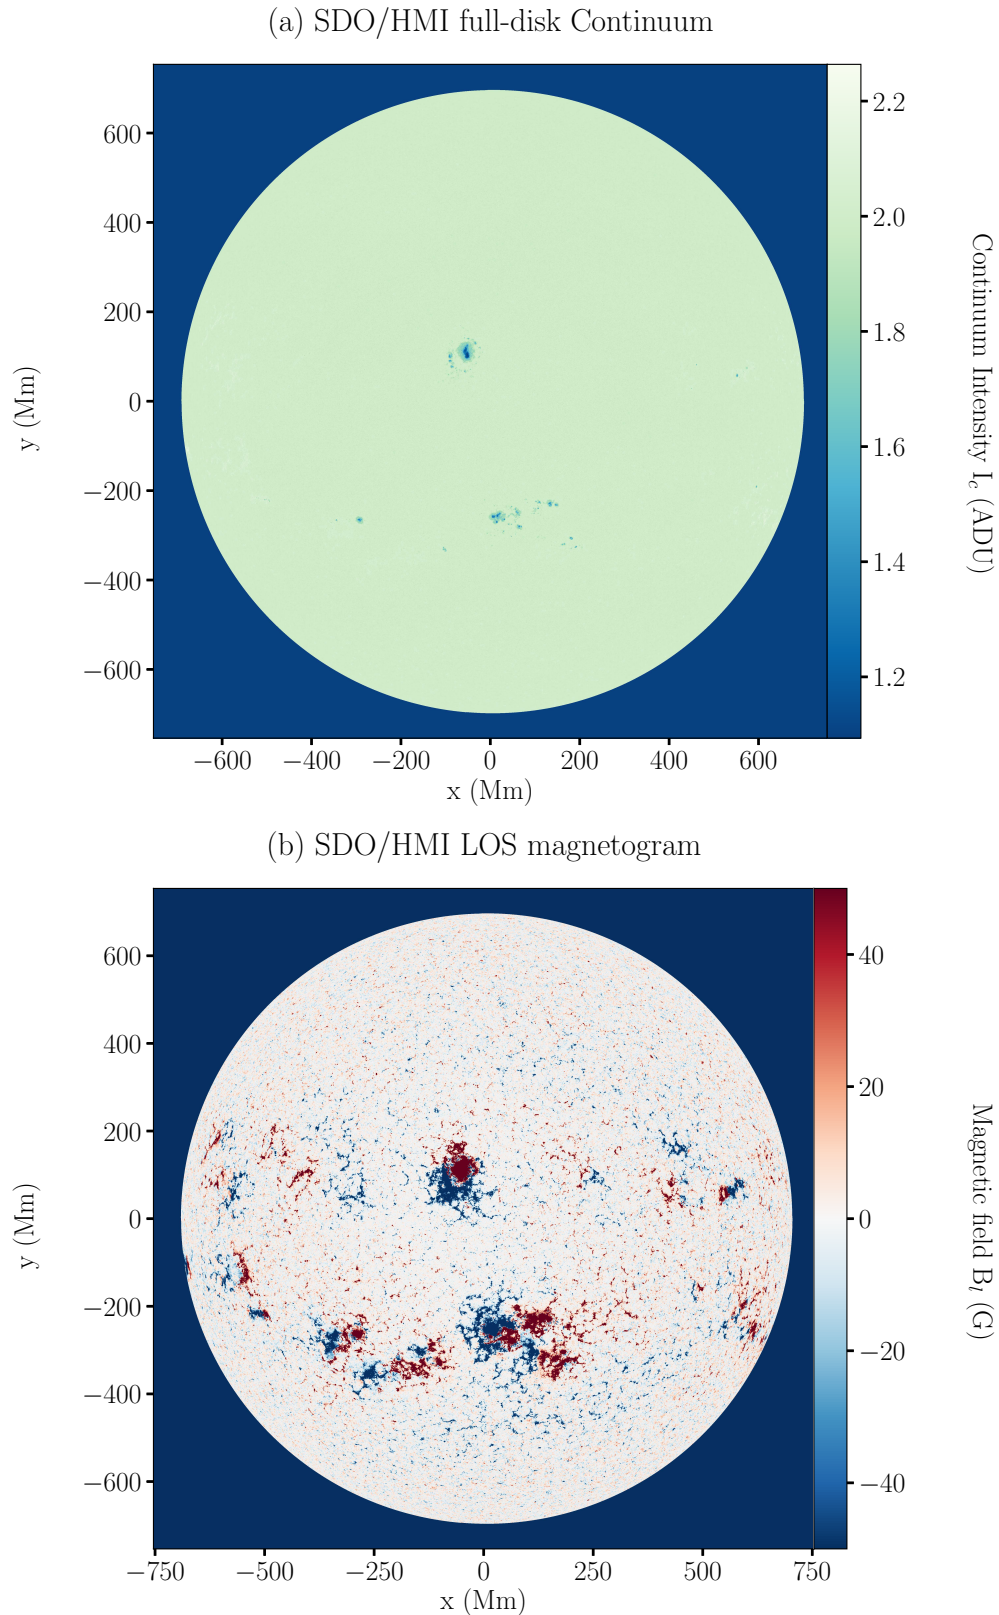 (a) SDO/HMI full-disk Continuum
600
400
200
0
−200
−400
−600
y (Mm)
−600 −400 −200 0 200 400 600
x (Mm)
2.2
2.0
1.8
1.6
1.4
1.2
Continuum Intensity I_c (ADU)
(b) SDO/HMI LOS magnetogram
600
400
200
0
−200
−400
−600
y (Mm)
−750 −500 −250 0 250 500 750
x (Mm)
40
20
0
−20
−40
Magnetic field B_l (G)